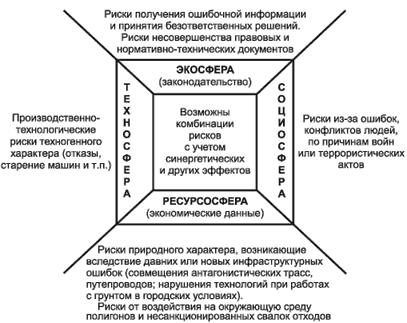 Риски получения ошибочной информации
и принятия безответственных решений.
Риски несовершенства правовых и
нормативно-технических документов
ЭКОСФЕРА
(законодательство)
ТЕХНОСФЕРА
СОЦИОСФЕРА
Возможны
комбинации
рисков
с учетом
синергетических
и других эффектов
Производственно-
технологические
риски техногенного
характера (отказы,
старение машин и т.п.)
Риски из-за ошибок,
конфликтов людей,
по причинам войн
или террористических
актов
РЕСУРСОСФЕРА
(экономические данные)
Риски природного характера, возникающие
вследствие давних или новых инфраструктурных
ошибок (совмещения антагонистических трасс,
путепроводов; нарушения технологий при работах
с грунтом в городских условиях).
Риски от воздействия на окружающую среду
полигонов и несанкционированных свалок отходов